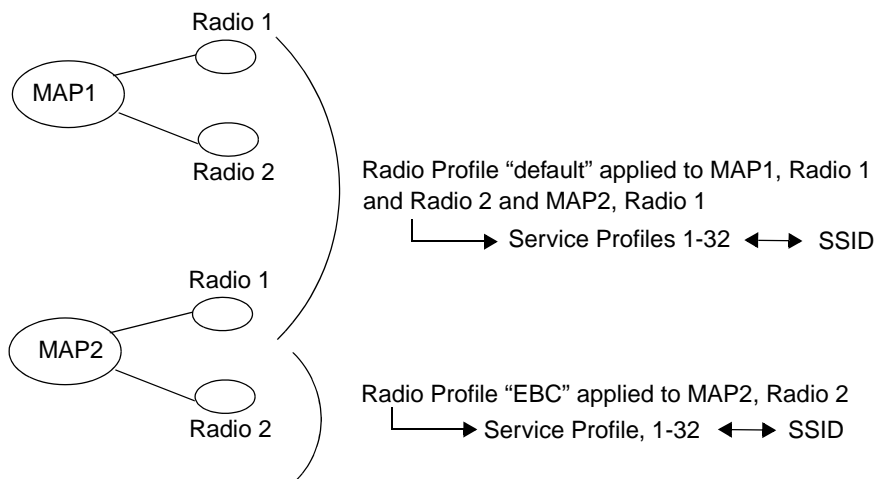 Radio 1
MAP1
Radio 2
Radio Profile “default” applied to MAP1, Radio 1
and Radio 2 and MAP2, Radio 1
Service Profiles 1-32 SSID
Radio 1
MAP2
Radio 2
Radio Profile “EBC” applied to MAP2, Radio 2
Service Profile, 1-32 SSID